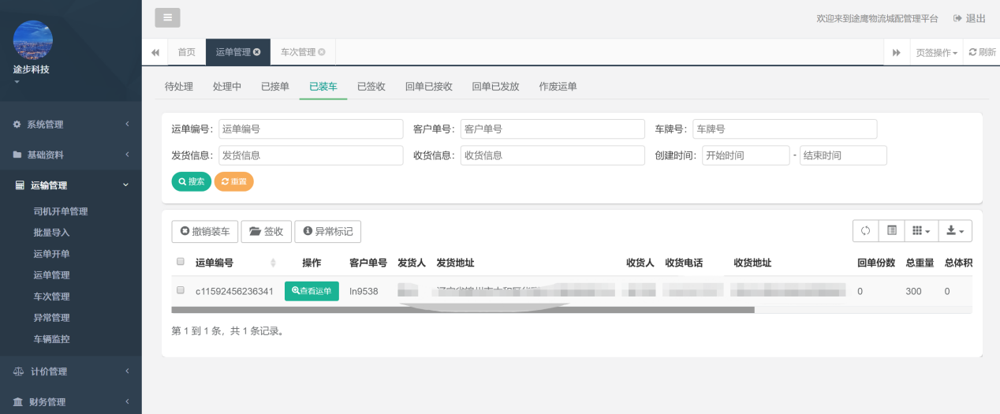 欢迎来到途鹰物流城配管理平台 退出
首页 运单管理 车次管理 页签操作 刷新
途步科技
系统管理
基础资料
运输管理
司机开单管理
批量导入
运单开单
运单管理
车次管理
异常管理
车辆监控
计价管理
财务管理
待处理 处理中 已接单 已装车 已签收 回单已接收 回单已发放 作废运单
运单编号： 运单编号 客户单号： 客户单号 车牌号： 车牌号
发货信息： 发货信息 收货信息： 收货信息 创建时间： 开始时间 - 结束时间
搜索 重置
撤销装车 签收 异常标记
运单编号 操作 客户单号 发货人 发货地址 收货人 收货电话 收货地址 回单份数 总重量 总体积
c11592456236341 查看运单 ln9538 0 300 0
第 1 到 1 条，共 1 条记录。